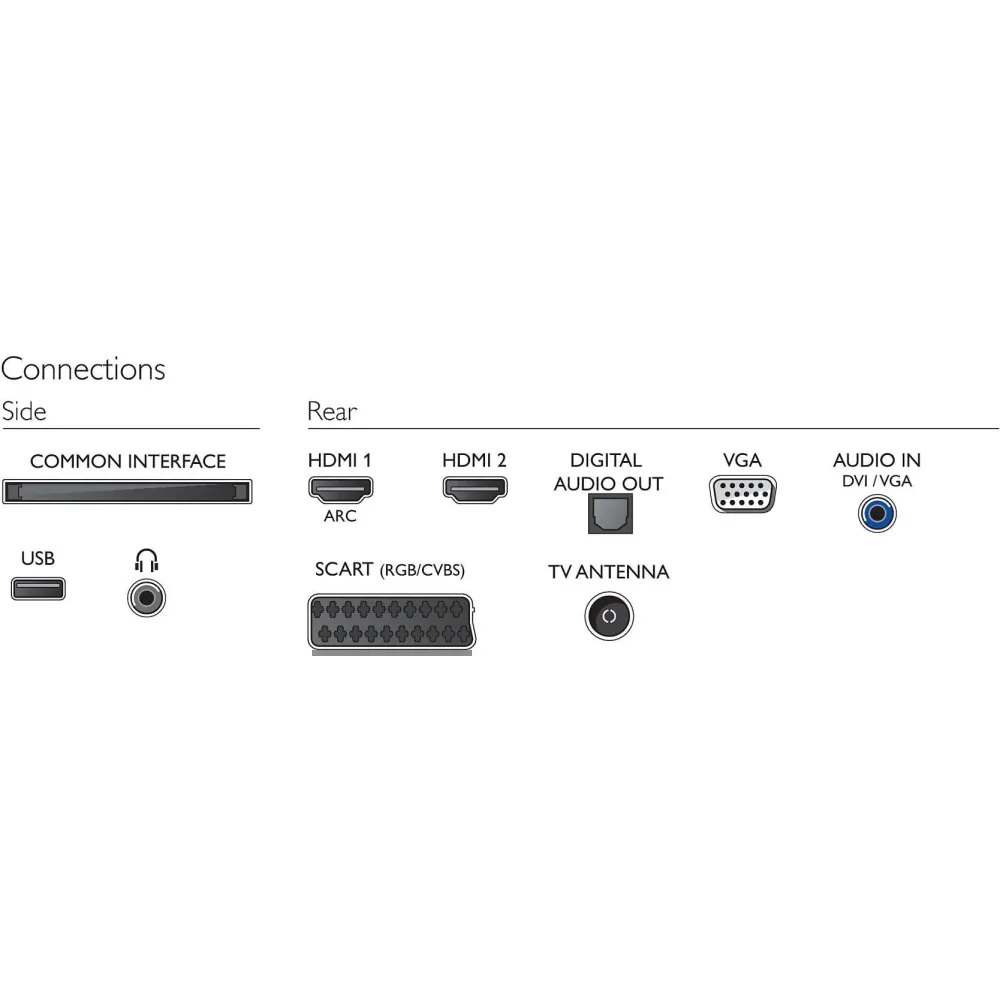 Connections
Side
COMMON INTERFACE
USB
Rear
HDMI 1
ARC
HDMI 2
DIGITAL
AUDIO OUT
VGA
AUDIO IN
DVI / VGA
SCART (RGB/CVBS)
TV ANTENNA